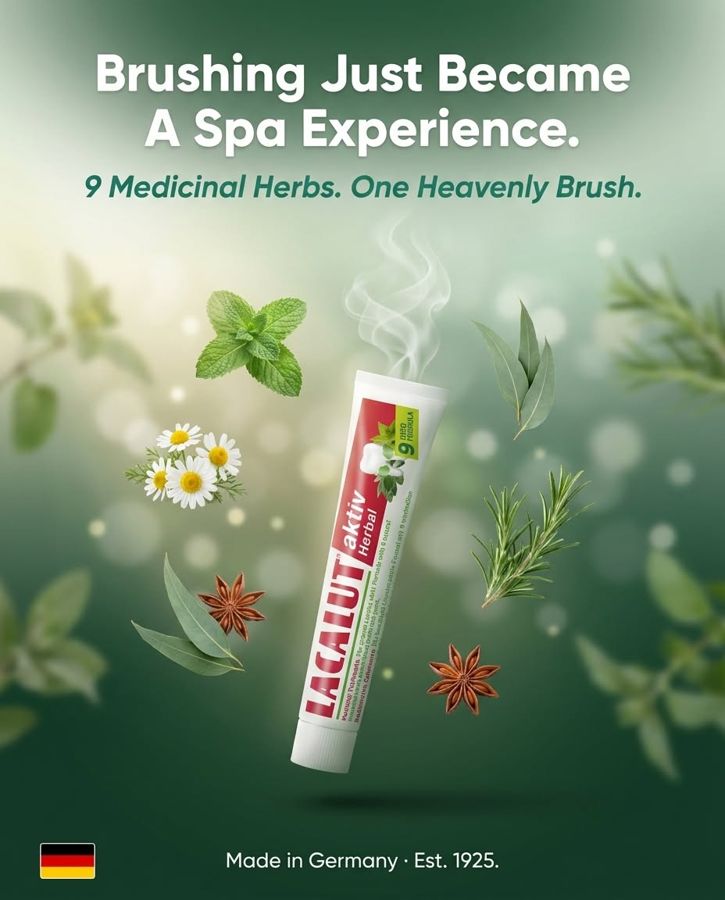 Brushing Just Became
A Spa Experience.
9 Medicinal Herbs. One Heavenly Brush.
9
FORMULA
aktiv
Herbal
LACALUT
Made in Germany · Est. 1925.